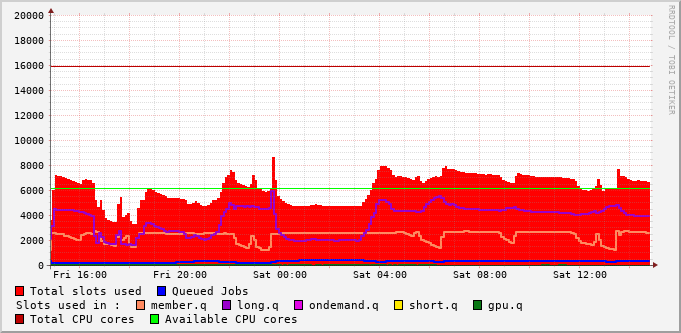 20000
18000
16000
14000
12000
10000
8000
6000
4000
2000
0
Fri 16:00 Fri 20:00 Sat 00:00 Sat 04:00 Sat 08:00 Sat 12:00
Total slots used Queued Jobs
Slots used in : member.q long.q ondemand.q short.q gpu.q
Total CPU cores Available CPU cores
RRDTOOL / TOBI OETIKER